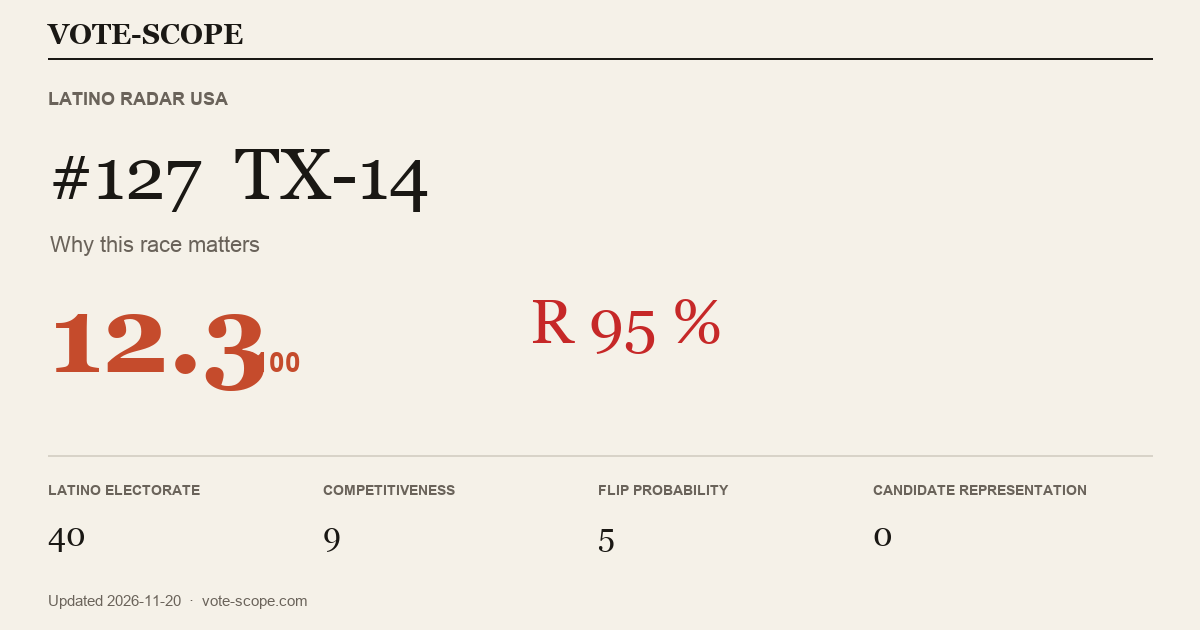 VOTE-SCOPE
LATINO RADAR USA
#127 TX-14
Why this race matters
12.3
100
R 95 %
LATINO ELECTORATE
COMPETITIVENESS
FLIP PROBABILITY
CANDIDATE REPRESENTATION
40
9
5
0
Updated 2026-11-20 · vote-scope.com